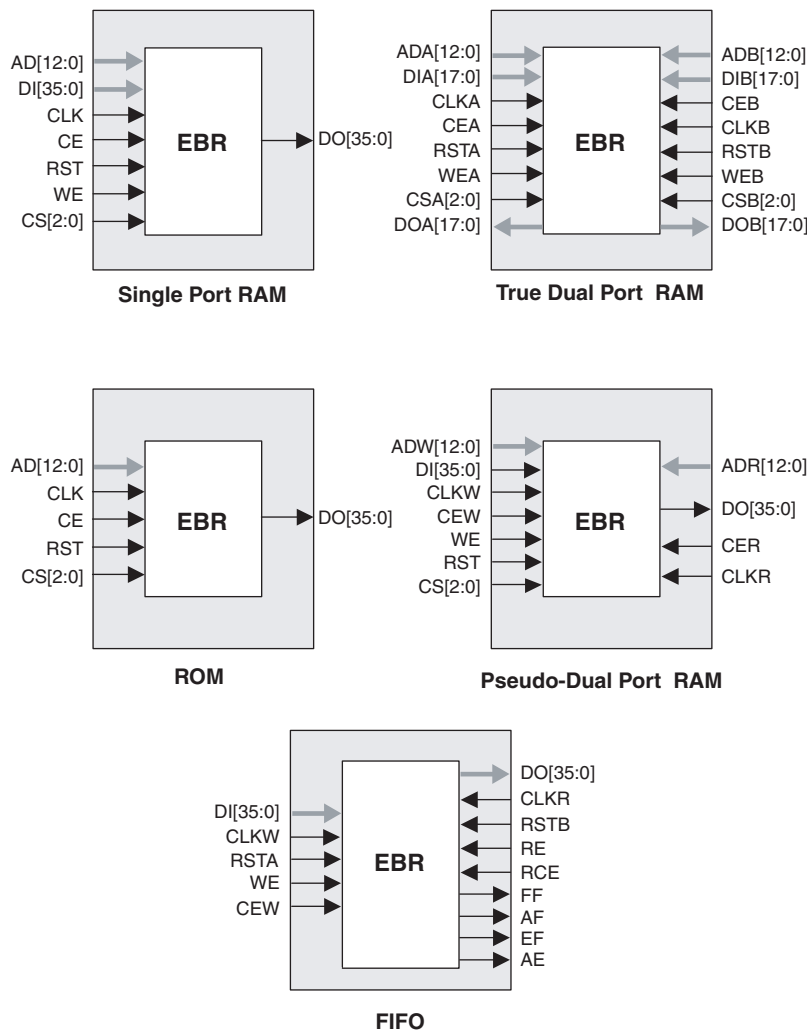 AD[12:0]
DI[35:0]
CLK
CE
RST
WE
CS[2:0]
EBR
DO[35:0]
Single Port RAM
ADA[12:0]
DIA[17:0]
CLKA
CEA
RSTA
WEA
CSA[2:0]
DOA[17:0]
EBR
ADB[12:0]
DIB[17:0]
CEB
CLKB
RSTB
WEB
CSB[2:0]
DOB[17:0]
True Dual Port RAM
AD[12:0]
CLK
CE
RST
CS[2:0]
EBR
DO[35:0]
ROM
ADW[12:0]
DI[35:0]
CLKW
CEW
WE
RST
CS[2:0]
EBR
ADR[12:0]
DO[35:0]
CER
CLKR
Pseudo-Dual Port RAM
DI[35:0]
CLKW
RSTA
WE
CEW
EBR
DO[35:0]
CLKR
RSTB
RE
RCE
FF
AF
EF
AE
FIFO